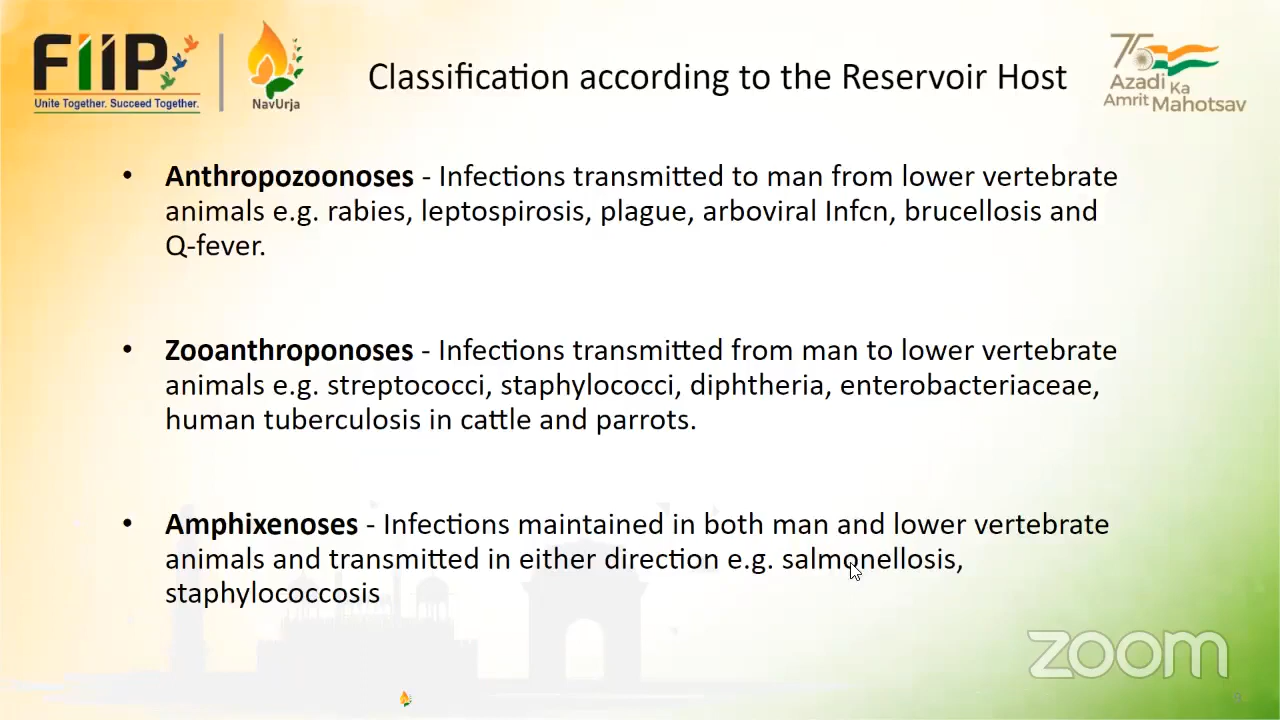 FIIP
Unite Together. Succeed Together.
NavUrja
Classification according to the Reservoir Host
75
Azadi Ka
Amrit Mahotsav
• Anthropozoonoses - Infections transmitted to man from lower vertebrate
animals e.g. rabies, leptospirosis, plague, arboviral Infcn, brucellosis and
Q-fever.
• Zooanthroponoses - Infections transmitted from man to lower vertebrate
animals e.g. streptococci, staphylococci, diphtheria, enterobacteriaceae,
human tuberculosis in cattle and parrots.
• Amphixenoses - Infections maintained in both man and lower vertebrate
animals and transmitted in either direction e.g. salmonellosis,
staphylococcosis
zoom